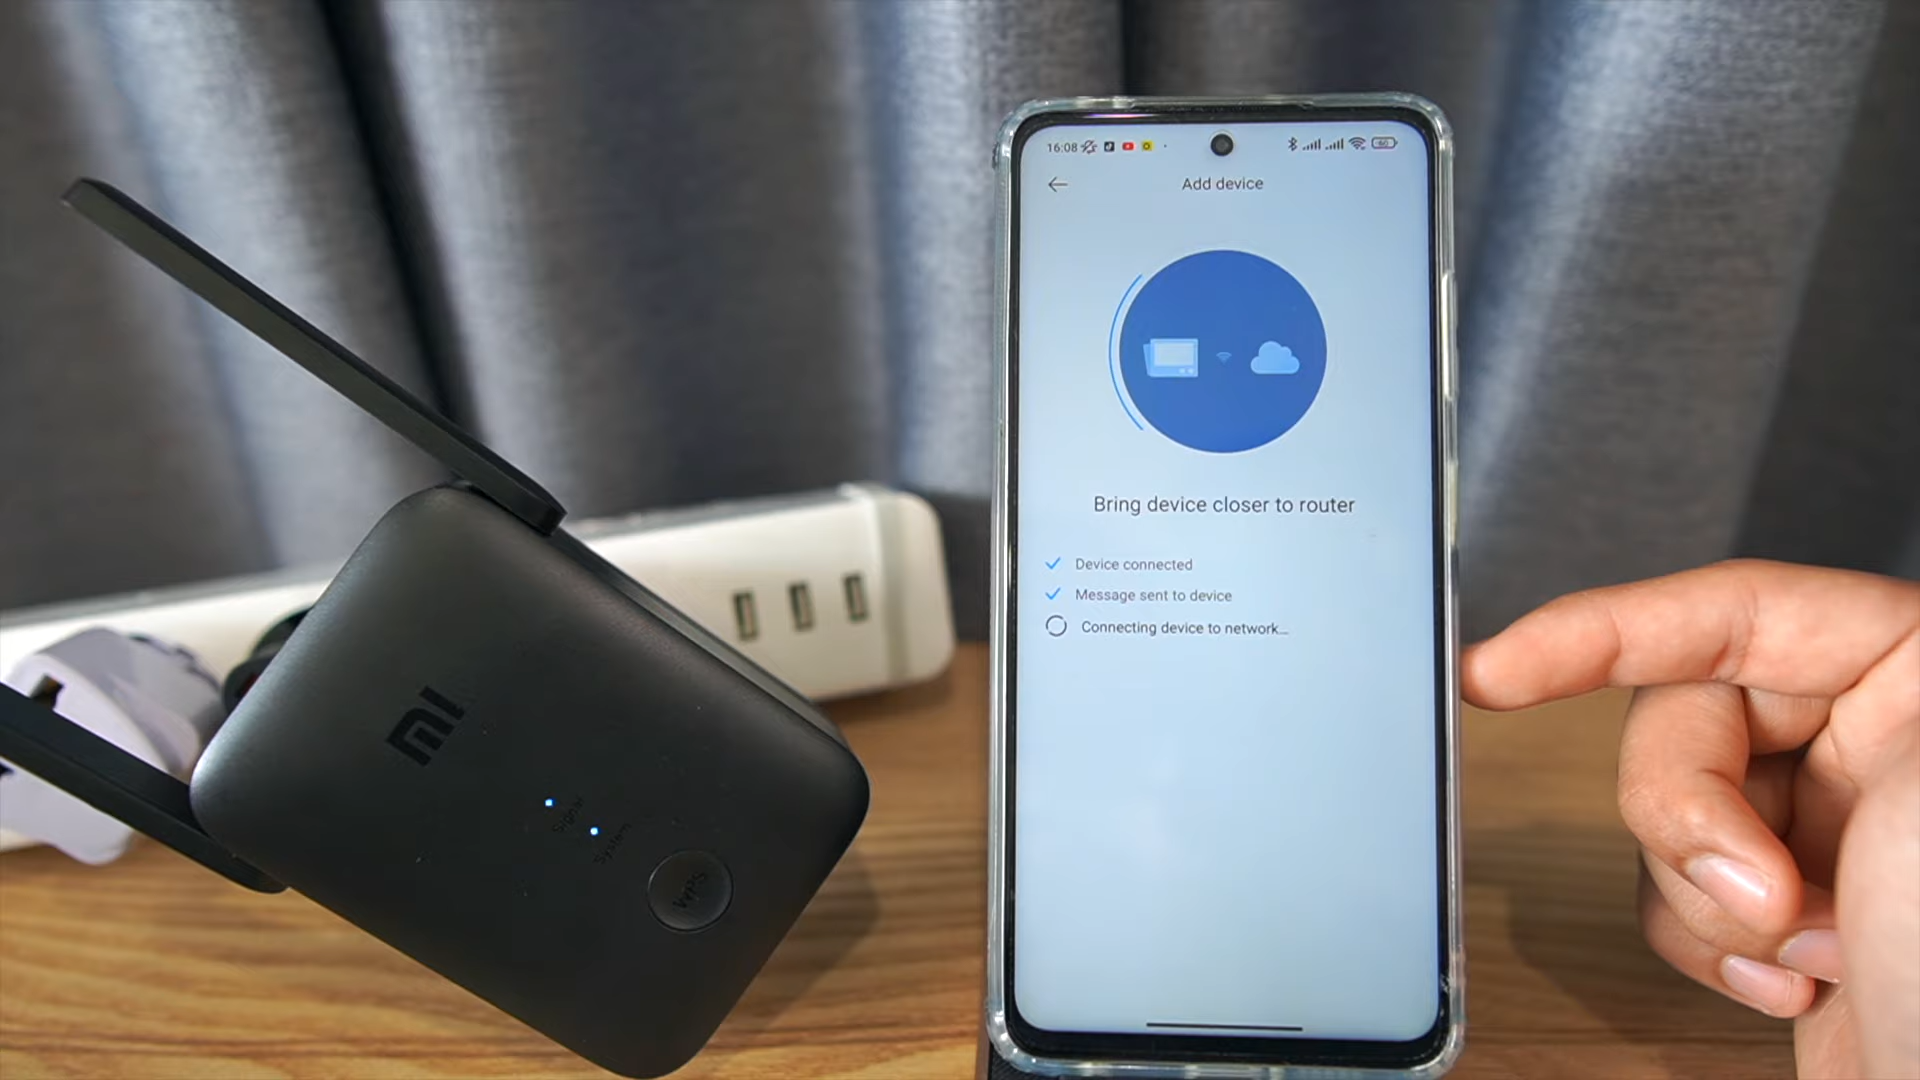 16:08
60
Add device
Bring device closer to router
Device connected
Message sent to device
Connecting device to network...
MI
Signal
System
WPS